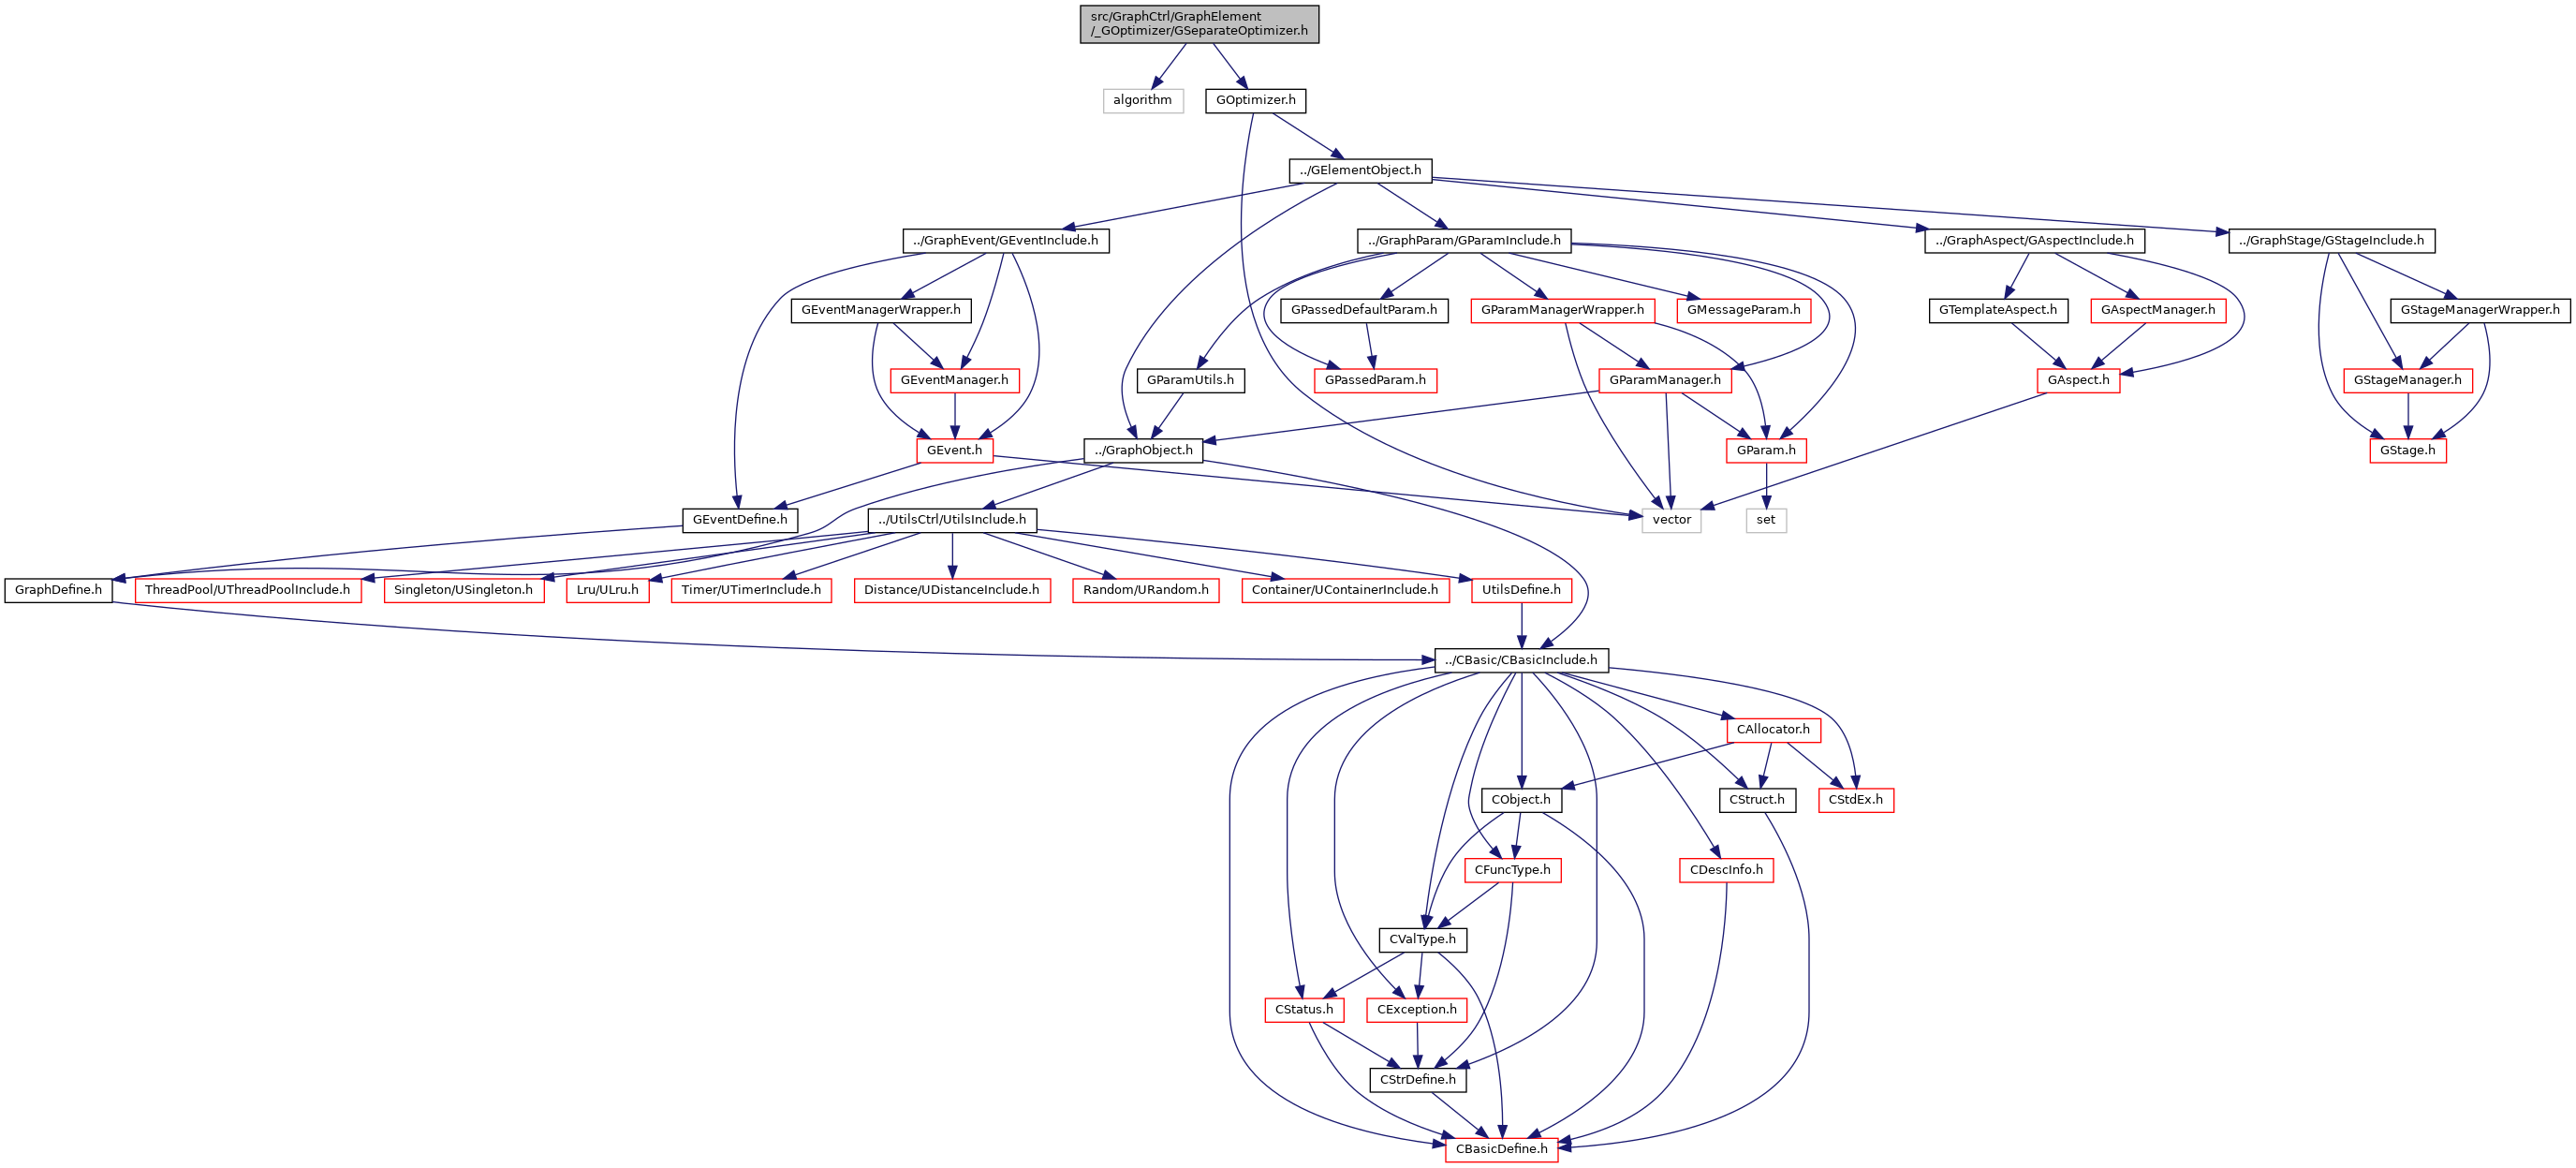 src/GraphCtrl/GraphElement
/_GOptimizer/GSeparateOptimizer.h
algorithm
GOptimizer.h
../GElementObject.h
../GraphEvent/GEventInclude.h
../GraphParam/GParamInclude.h
../GraphAspect/GAspectInclude.h
../GraphStage/GStageInclude.h
GEventManagerWrapper.h
GPassedDefaultParam.h
GParamManagerWrapper.h
GMessageParam.h
GTemplateAspect.h
GAspectManager.h
GStageManagerWrapper.h
GEventManager.h
GParamUtils.h
GPassedParam.h
GParamManager.h
GAspect.h
GStageManager.h
GEvent.h
../GraphObject.h
GParam.h
GStage.h
GEventDefine.h
../UtilsCtrl/UtilsInclude.h
vector
set
GraphDefine.h
ThreadPool/UThreadPoolInclude.h
Singleton/USingleton.h
Lru/ULru.h
Timer/UTimerInclude.h
Distance/UDistanceInclude.h
Random/URandom.h
Container/UContainerInclude.h
UtilsDefine.h
../CBasic/CBasicInclude.h
CAllocator.h
CObject.h
CStruct.h
CStdEx.h
CFuncType.h
CDescInfo.h
CValType.h
CStatus.h
CException.h
CStrDefine.h
CBasicDefine.h